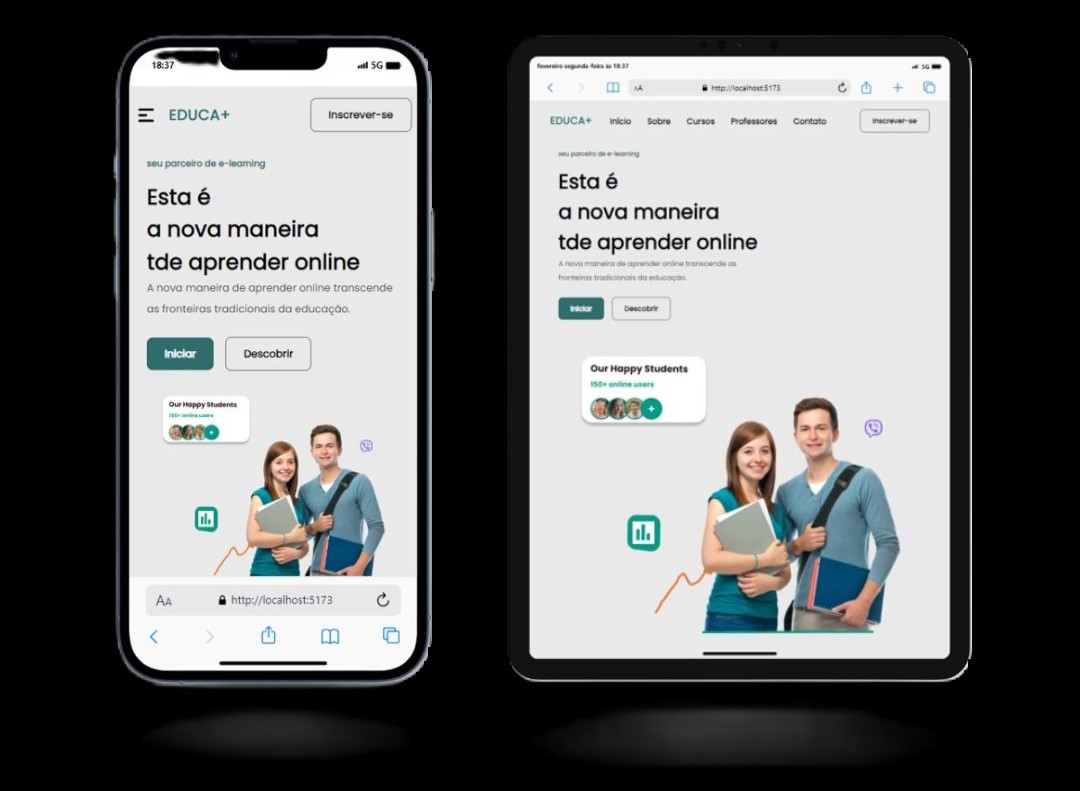 18:37
5G
EDUCA+
Inscrever-se
seu parceiro de e-learning
Esta é
a nova maneira
tde aprender online
A nova maneira de aprender online transcende
as fronteiras tradicionais da educação.
Iniciar
Descobrir
Our Happy Students
150+ online users
+
AA
http://localhost:5173
fevereiro segunda-feira às 18:37
5G
AA
http://localhost:5173
EDUCA+ Início Sobre Cursos Professores Contato Inscrever-se
seu parceiro de e-learning
Esta é
a nova maneira
tde aprender online
A nova maneira de aprender online transcende as
fronteiras tradicionais da educação.
Iniciar
Descobrir
Our Happy Students
150+ online users
+